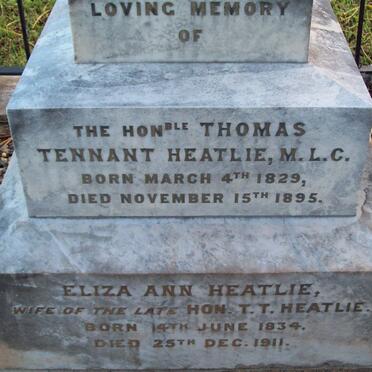 LOVING MEMORY
OF
THE HONBLE THOMAS
TENNANT HEATLIE, M.L.C.
BORN MARCH 4TH 1829,
DIED NOVEMBER 15TH 1895.
ELIZA ANN HEATLIE,
WIFE OF THE LATE HON. T. T. HEATLIE.
BORN 14TH JUNE 1834.
DIED 25TH DEC. 1911.